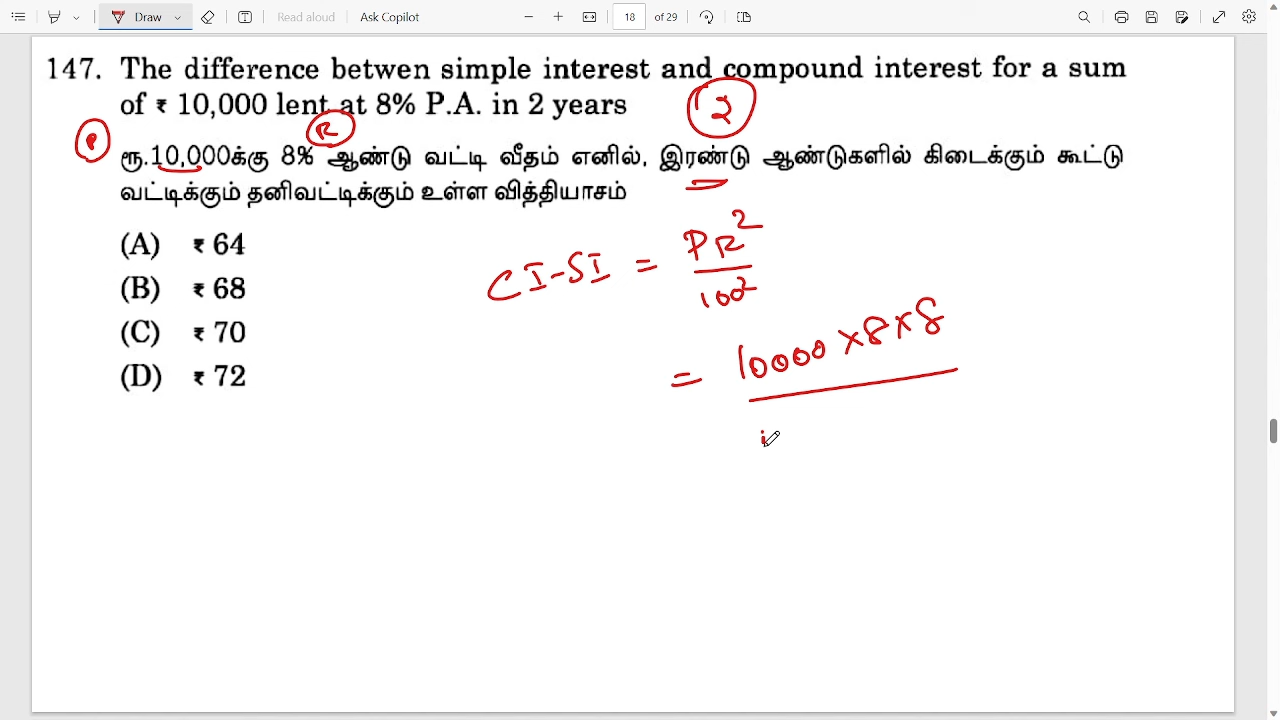 Draw
Read aloud
Ask Copilot
18 of 29
147. The difference betwen simple interest and compound interest for a sum
of ₹ 10,000 lent at 8% P.A. in 2 years
2
R
P
ரூ.10,000க்கு 8% ஆண்டு வட்டி வீதம் எனில், இரண்டு ஆண்டுகளில் கிடைக்கும் கூட்டு
வட்டிக்கும் தனிவட்டிக்கும் உள்ள வித்தியாசம்
(A) ₹ 64
(B) ₹ 68
(C) ₹ 70
(D) ₹ 72
CI-SI = PR²
100²
= 10000 x 8 x 8